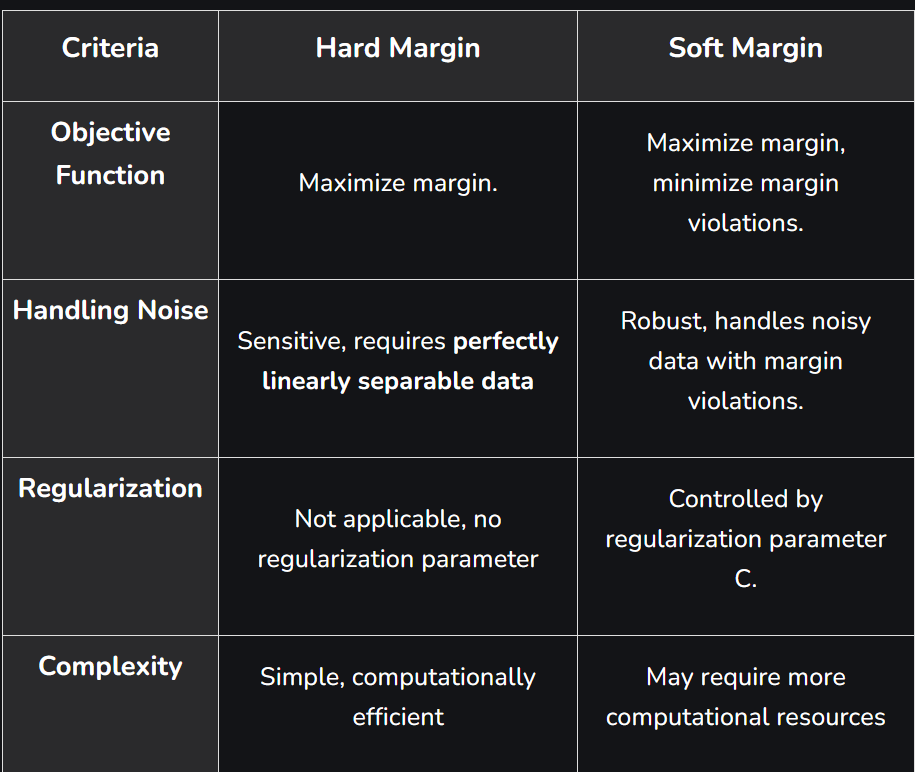 Criteria
Hard Margin
Soft Margin
Objective
Function
Maximize margin.
Maximize margin,
minimize margin
violations.
Handling Noise
Sensitive, requires perfectly
linearly separable data
Robust, handles noisy
data with margin
violations.
Regularization
Not applicable, no
regularization parameter
Controlled by
regularization parameter
C.
Complexity
Simple, computationally
efficient
May require more
computational resources